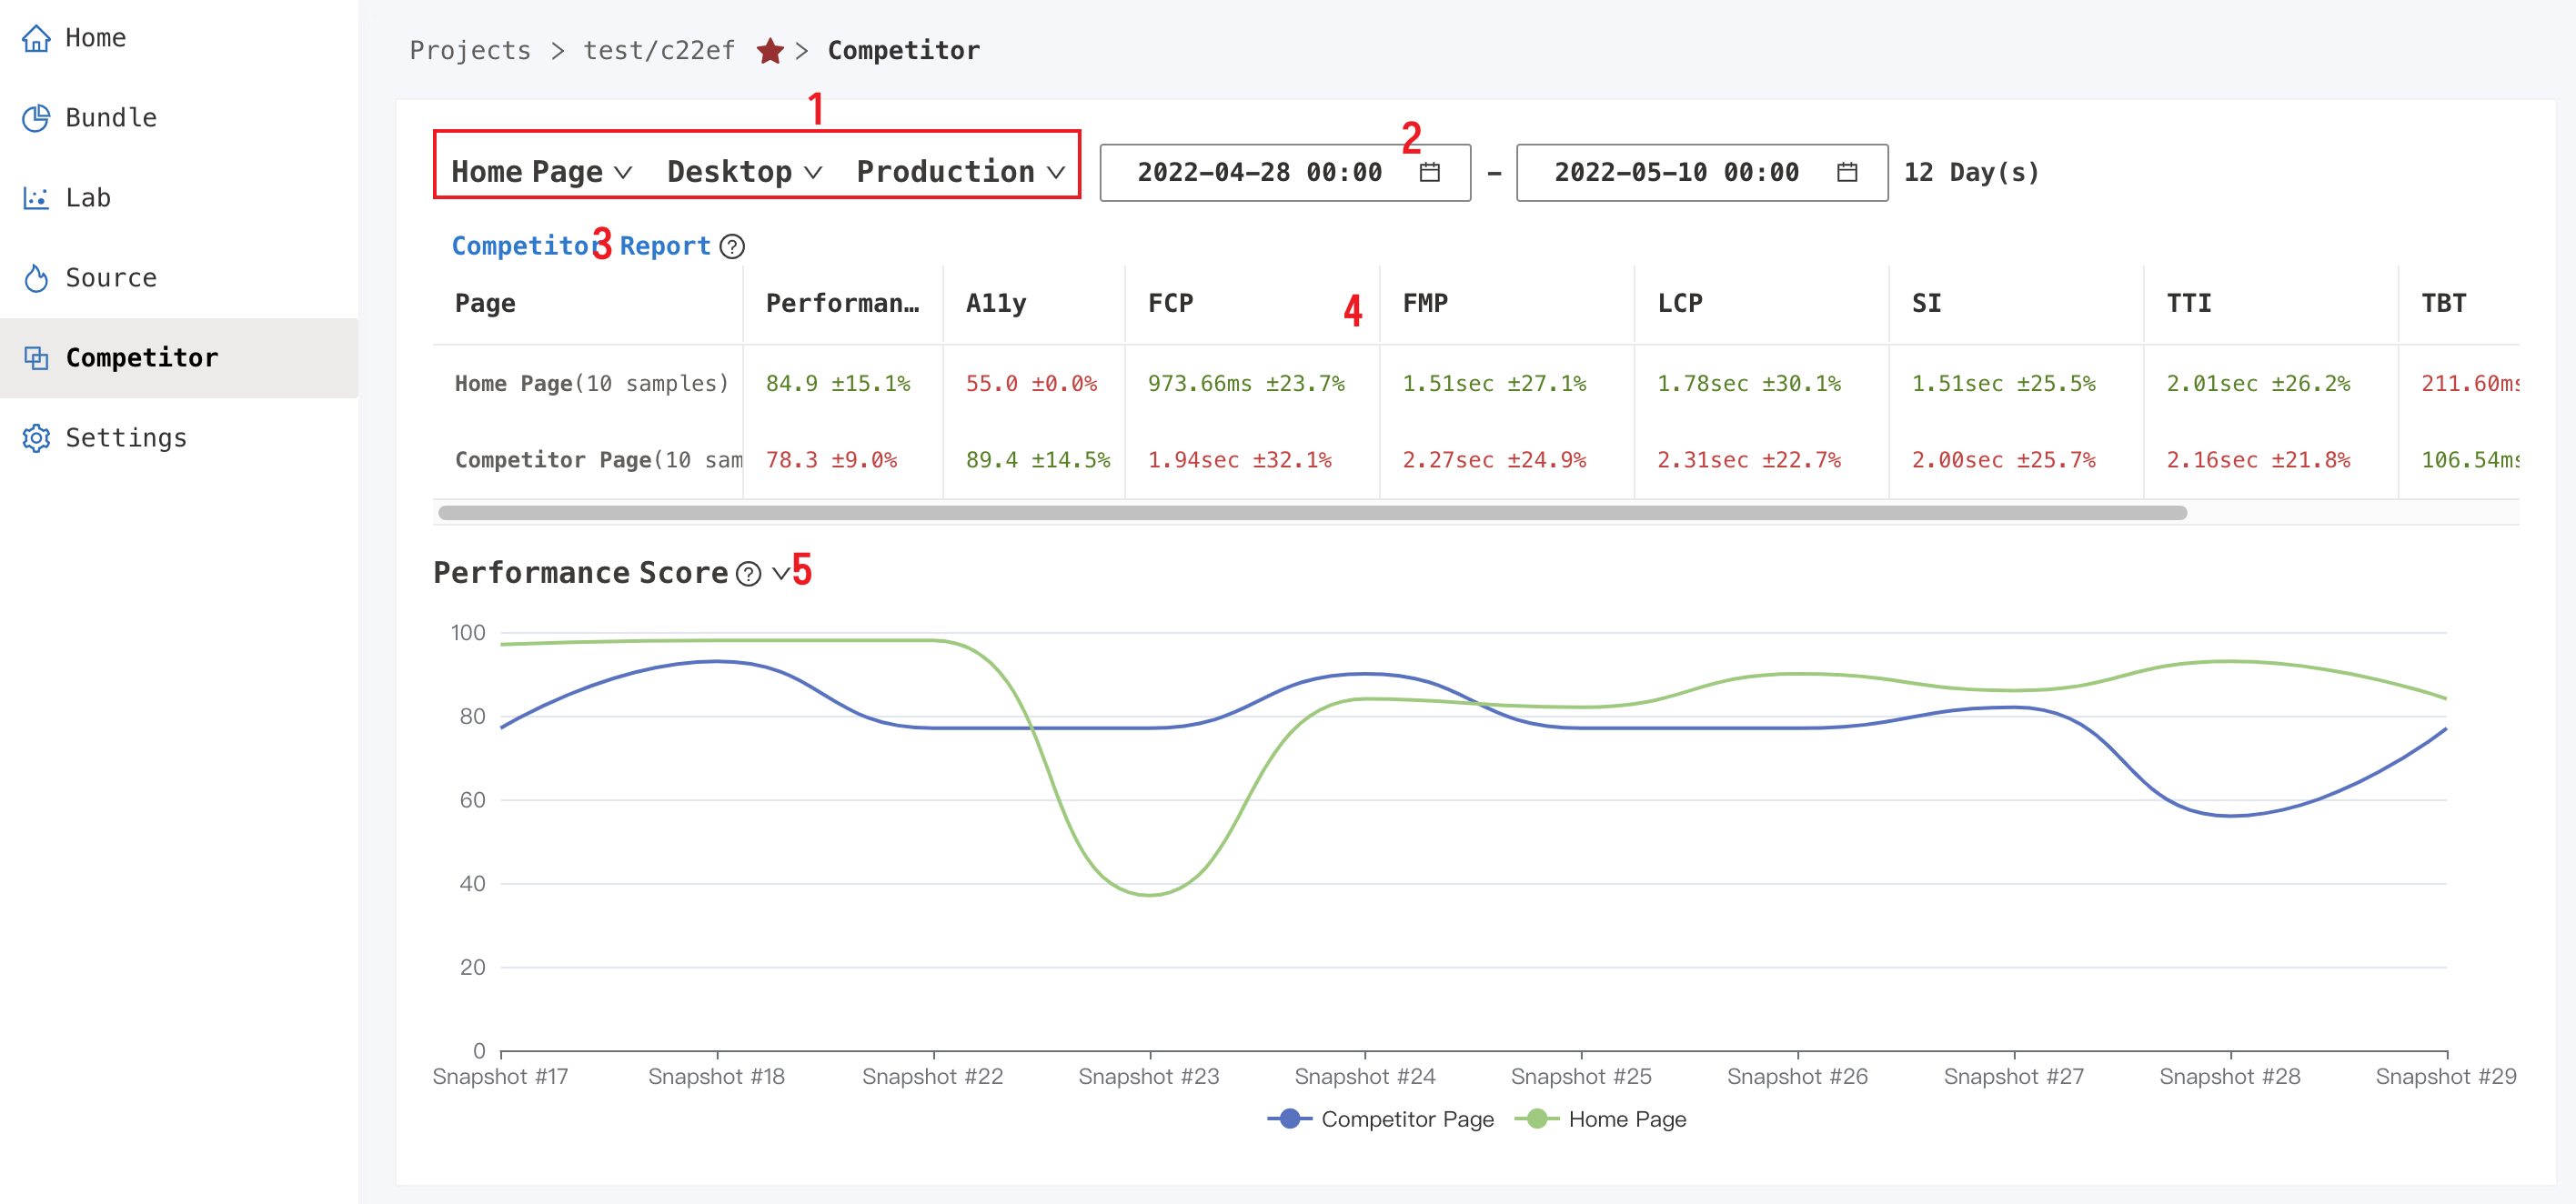 Home
Bundle
Lab
Source
Competitor
Settings
Projects > test/c22ef > Competitor
1
2
Home Page Desktop Production 2022-04-28 00:00 - 2022-05-10 00:00 12 Day(s)
Competitor Report ?
3
Page Performan… A11y FCP FMP LCP SI TTI TBT
4
Home Page(10 samples) 84.9 ±15.1% 55.0 ±0.0% 973.66ms ±23.7% 1.51sec ±27.1% 1.78sec ±30.1% 1.51sec ±25.5% 2.01sec ±26.2% 211.60ms
Competitor Page(10 sam 78.3 ±9.0% 89.4 ±14.5% 1.94sec ±32.1% 2.27sec ±24.9% 2.31sec ±22.7% 2.00sec ±25.7% 2.16sec ±21.8% 106.54ms
Performance Score ? 5
100
80
60
40
20
0
Snapshot #17 Snapshot #18 Snapshot #22 Snapshot #23 Snapshot #24 Snapshot #25 Snapshot #26 Snapshot #27 Snapshot #28 Snapshot #29
Competitor Page Home Page